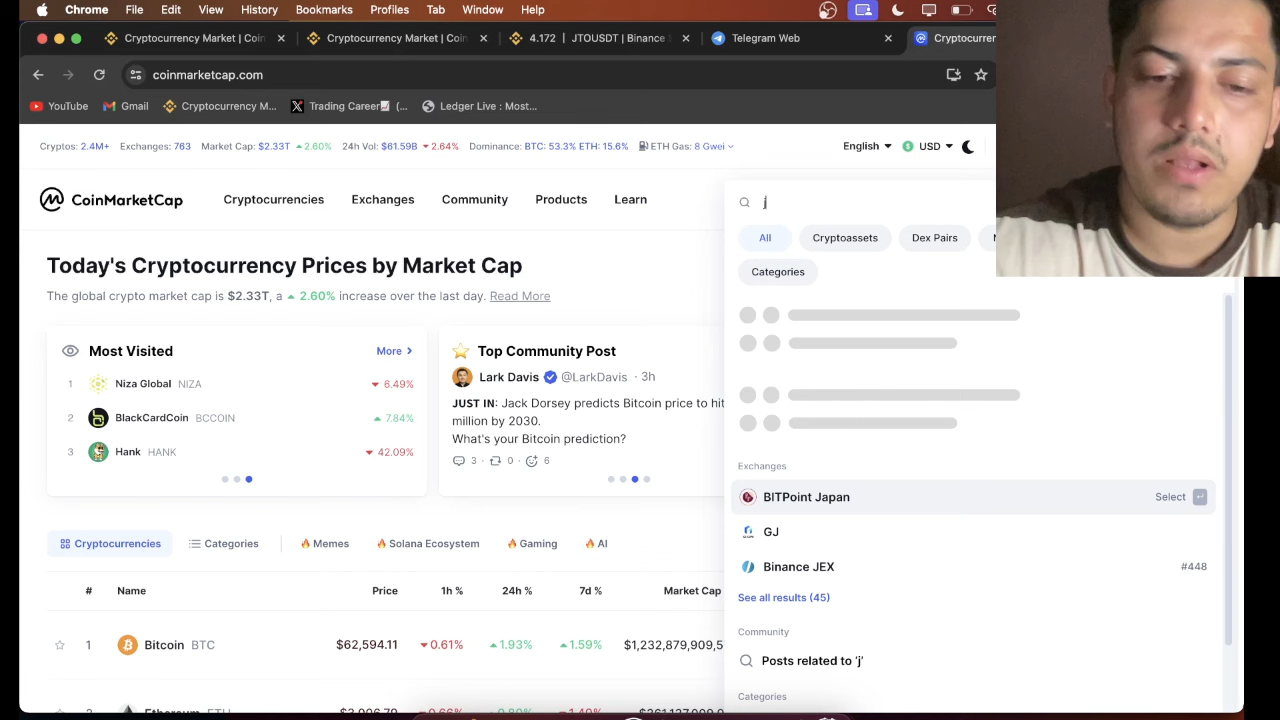 Chrome File Edit View History Bookmarks Profiles Tab Window Help
Cryptocurrency Market | Coin
Cryptocurrency Market | Coin
4.172 | JTOUSDT | Binance
Telegram Web
Cryptocurren
coinmarketcap.com
YouTube Gmail Cryptocurrency M... Trading Career (... Ledger Live : Most...
Cryptos: 2.4M+ Exchanges: 763 Market Cap: $2.33T 2.60% 24h Vol: $61.59B 2.64% Dominance: BTC: 53.3% ETH: 15.6% ETH Gas: 8 Gwei
English USD
CoinMarketCap Cryptocurrencies Exchanges Community Products Learn
j
All Cryptoassets Dex Pairs
Categories
Today's Cryptocurrency Prices by Market Cap
The global crypto market cap is $2.33T, a 2.60% increase over the last day. Read More
Most Visited More
1 Niza Global NIZA 6.49%
2 BlackCardCoin BCCOIN 7.84%
3 Hank HANK 42.09%
Top Community Post
Lark Davis @LarkDavis · 3h
JUST IN: Jack Dorsey predicts Bitcoin price to hit
million by 2030.
What's your Bitcoin prediction?
3 · 0 · 6
Exchanges
BITPoint Japan Select
GJ
Binance JEX #448
See all results (45)
Community
Posts related to 'j'
Categories
Cryptocurrencies Categories Memes Solana Ecosystem Gaming AI
# Name Price 1h % 24h % 7d % Market Cap
1 Bitcoin BTC $62,594.11 0.61% 1.93% 1.59% $1,232,879,909,5